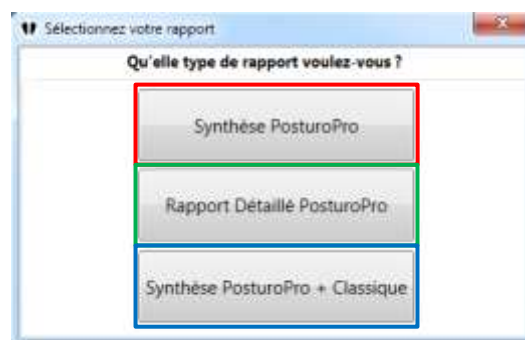 Sélectionnez votre rapport
Qu'elle type de rapport voulez-vous ?
Synthèse PosturoPro
Rapport Détaillé PosturoPro
Synthèse PosturoPro + Classique